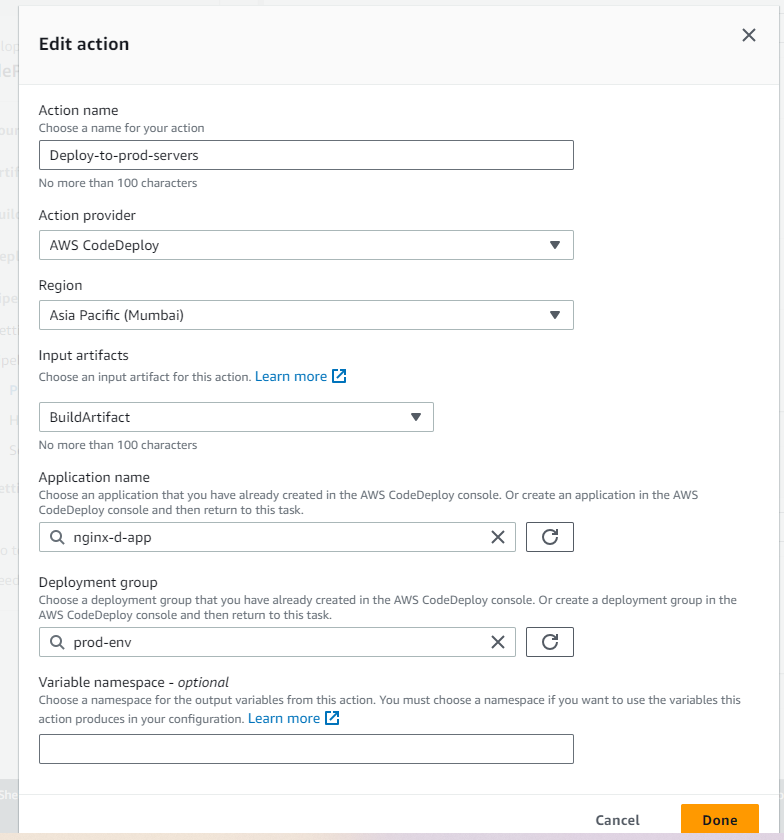 Edit action
Action name
Choose a name for your action
Deploy-to-prod-servers
No more than 100 characters
Action provider
AWS CodeDeploy
Region
Asia Pacific (Mumbai)
Input artifacts
Choose an input artifact for this action. Learn more
BuildArtifact
No more than 100 characters
Application name
Choose an application that you have already created in the AWS CodeDeploy console. Or create an application in the AWS
CodeDeploy console and then return to this task.
nginx-d-app
Deployment group
Choose a deployment group that you have already created in the AWS CodeDeploy console. Or create a deployment group in the
AWS CodeDeploy console and then return to this task.
prod-env
Variable namespace - optional
Choose a namespace for the output variables from this action. You must choose a namespace if you want to use the variables this
action produces in your configuration. Learn more
Cancel
Done